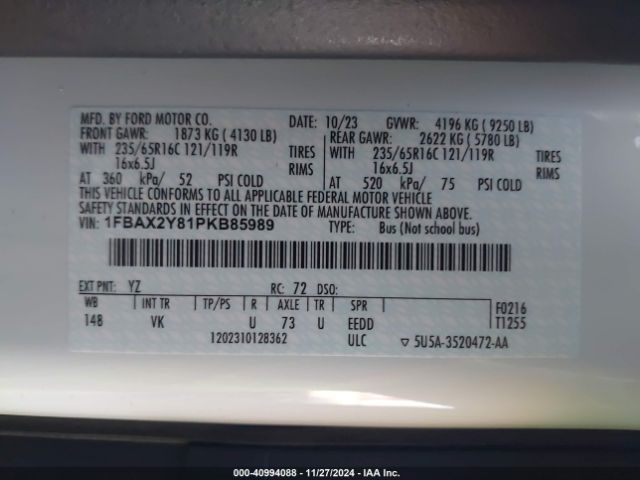 MFD. BY FORD MOTOR CO. DATE: 10/23 GVWR: 4196 KG ( 9250 LB)
FRONT GAWR: 1873 KG ( 4130 LB) REAR GAWR: 2622 KG ( 5780 LB)
WITH 235/65R16C 121/119R TIRES WITH 235/65R16C 121/119R TIRES
16x6.5J RIMS 16x6.5J RIMS
AT 360 kPa/ 52 PSI COLD AT 520 kPa/ 75 PSI COLD
THIS VEHICLE CONFORMS TO ALL APPLICABLE FEDERAL MOTOR VEHICLE
SAFETY STANDARDS IN EFFECT ON THE DATE OF MANUFACTURE SHOWN ABOVE.
VIN: 1FBAX2Y81PKB85989 TYPE: Bus (Not school bus)
EXT PNT: YZ RC: 72 DSO:
WB INT TR TP/PS R AXLE TR SPR F0216
148 VK U 73 U EEDD T1255
1202310128362 ULC ▽ 5U5A-3520472-AA
000-40994088 - 11/27/2024 - IAA Inc.